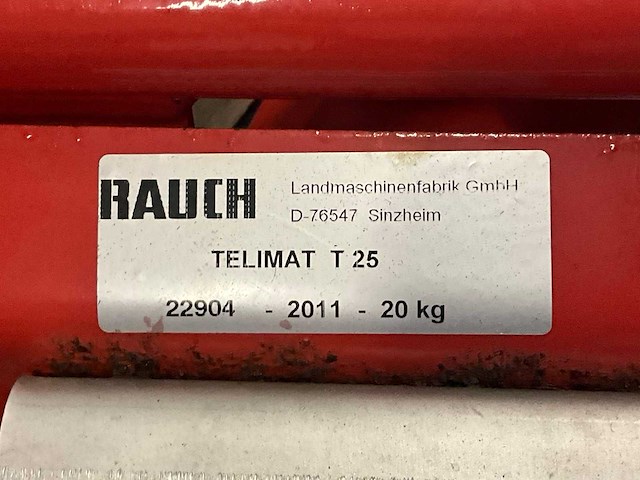 RAUCH
Landmaschinenfabrik GmbH
D-76547 Sinzheim
TELIMAT T 25
22904 - 2011 - 20 kg